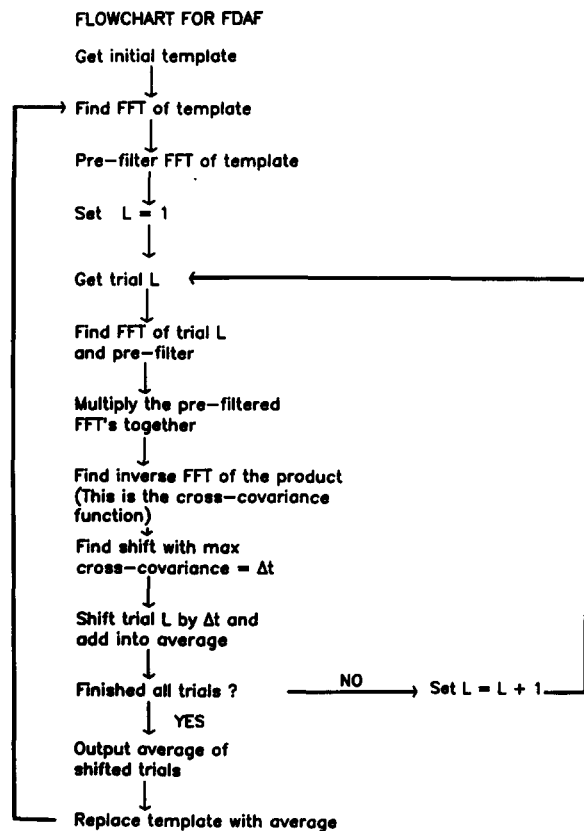 FLOWCHART FOR FDAF
Get initial template
Find FFT of template
Pre-filter FFT of template
Set L = 1
Get trial L
Find FFT of trial L
and pre-filter
Multiply the pre-filtered
FFT's together
Find inverse FFT of the product
(This is the cross-covariance
function)
Find shift with max
cross-covariance = Δt
Shift trial L by Δt and
add into average
Finished all trials ?
NO
Set L = L + 1
YES
Output average of
shifted trials
Replace template with average